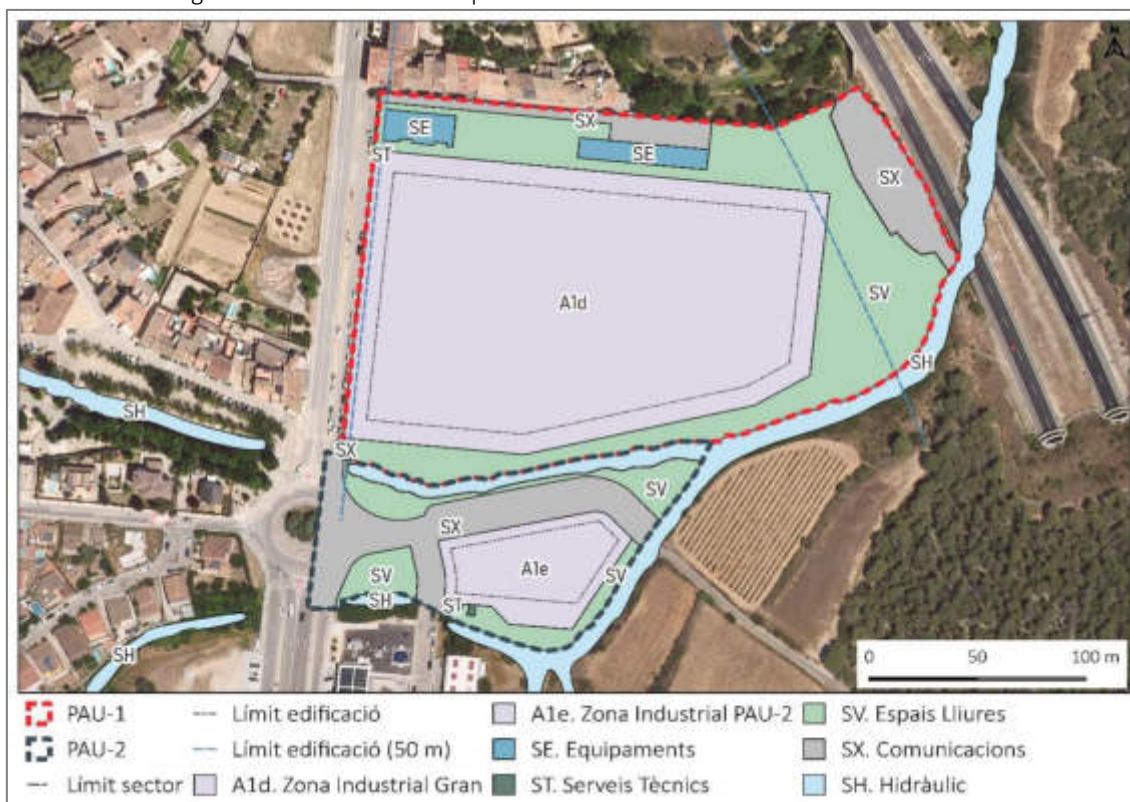 N
SX
SE
SE
ST
SX
A1d
SV
SH
SH
SX
SV
SX
A1e
SV
SV
SH
ST
SH
0 50 100 m
PAU-1
Límit edificació
A1e. Zona Industrial PAU-2
SV. Espais Lliures
PAU-2
Límit edificació (50 m)
SE. Equipaments
SX. Comunicacions
Límit sector
A1d. Zona Industrial Gran
ST. Serveis Tècnics
SH. Hidràulic